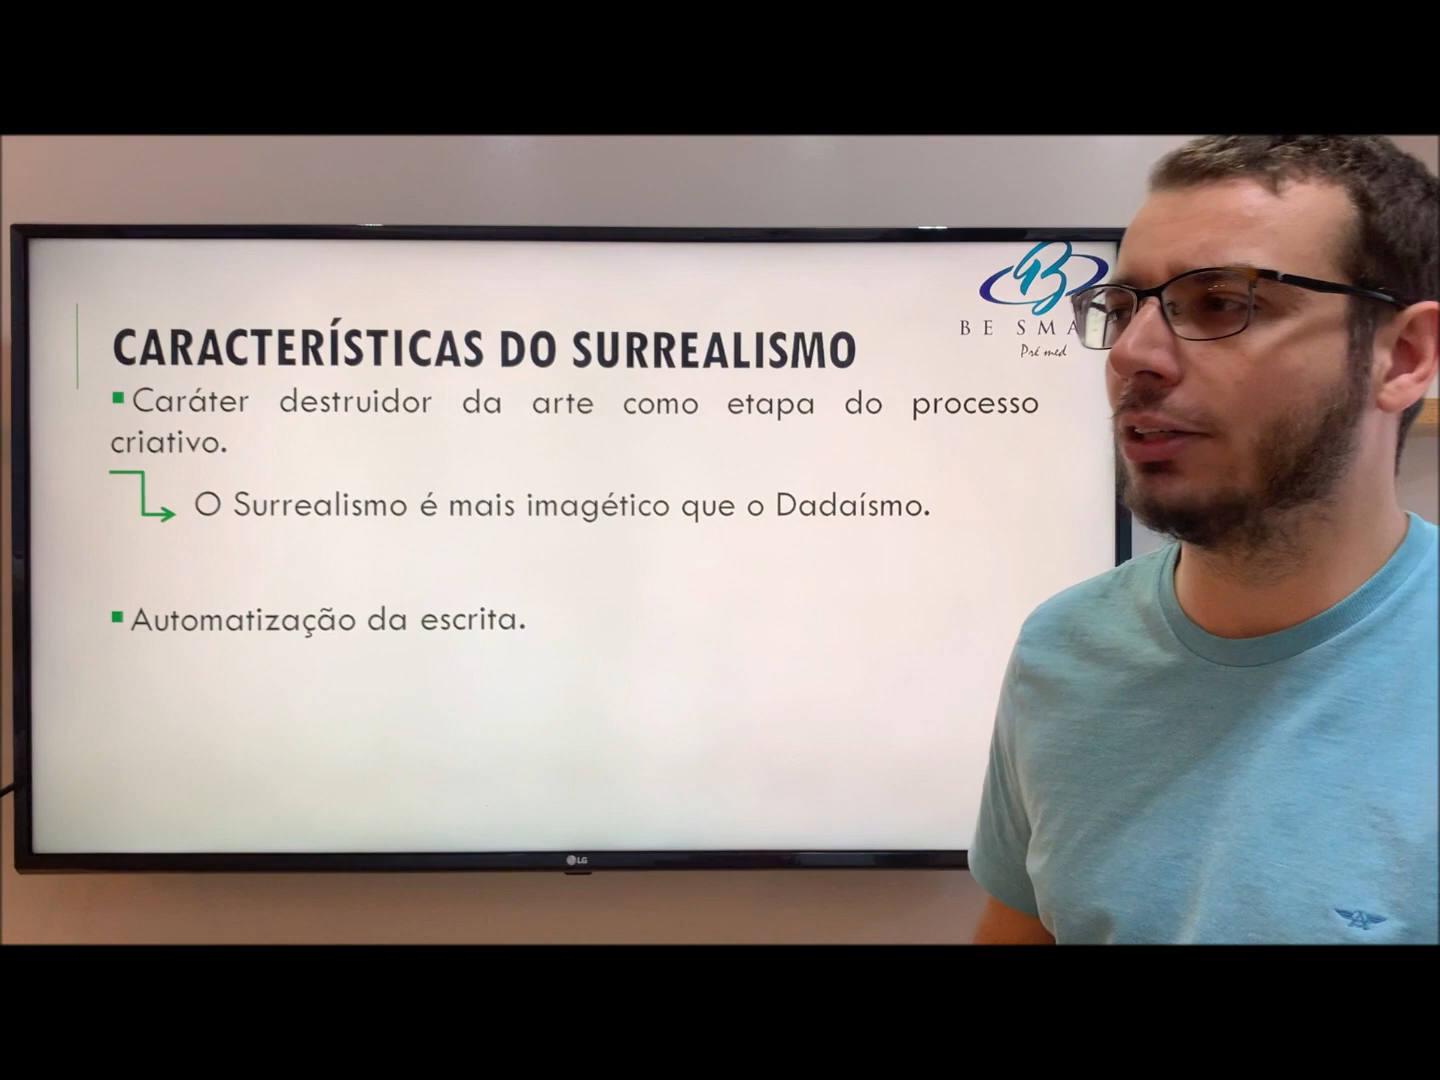 BE SMA
Pré med
CARACTERÍSTICAS DO SURREALISMO
Caráter destruidor da arte como etapa do processo
criativo.
O Surrealismo é mais imagético que o Dadaísmo.
Automatização da escrita.
LG